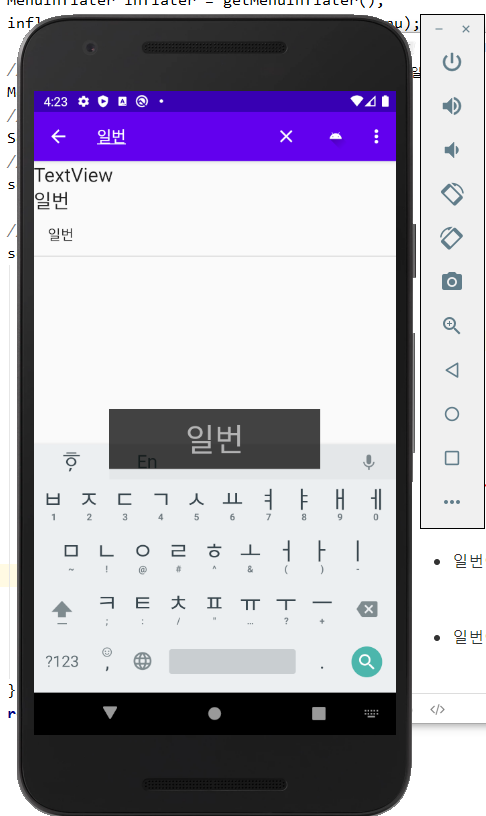 MenuInflater inflater = getMenuInflater();
infl
nu);
//
M
//
S
//
s
//
s
}
r
4:23
일번
TextView
일번
일번
일번
En
ㅂ ㅈ ㄷ ㄱ ㅅ ㅛ ㅕ ㅑ ㅐ ㅔ
1 2 3 4 5 6 7 8 9 0
ㅁ ㄴ ㅇ ㄹ ㅎ ㅗ ㅓ ㅏ ㅣ
~ ! @ # ^ & ( ) -
ㅋ ㅌ ㅊ ㅍ ㅠ ㅜ ㅡ
; : / " … ? +
?123 , .
일번
일번